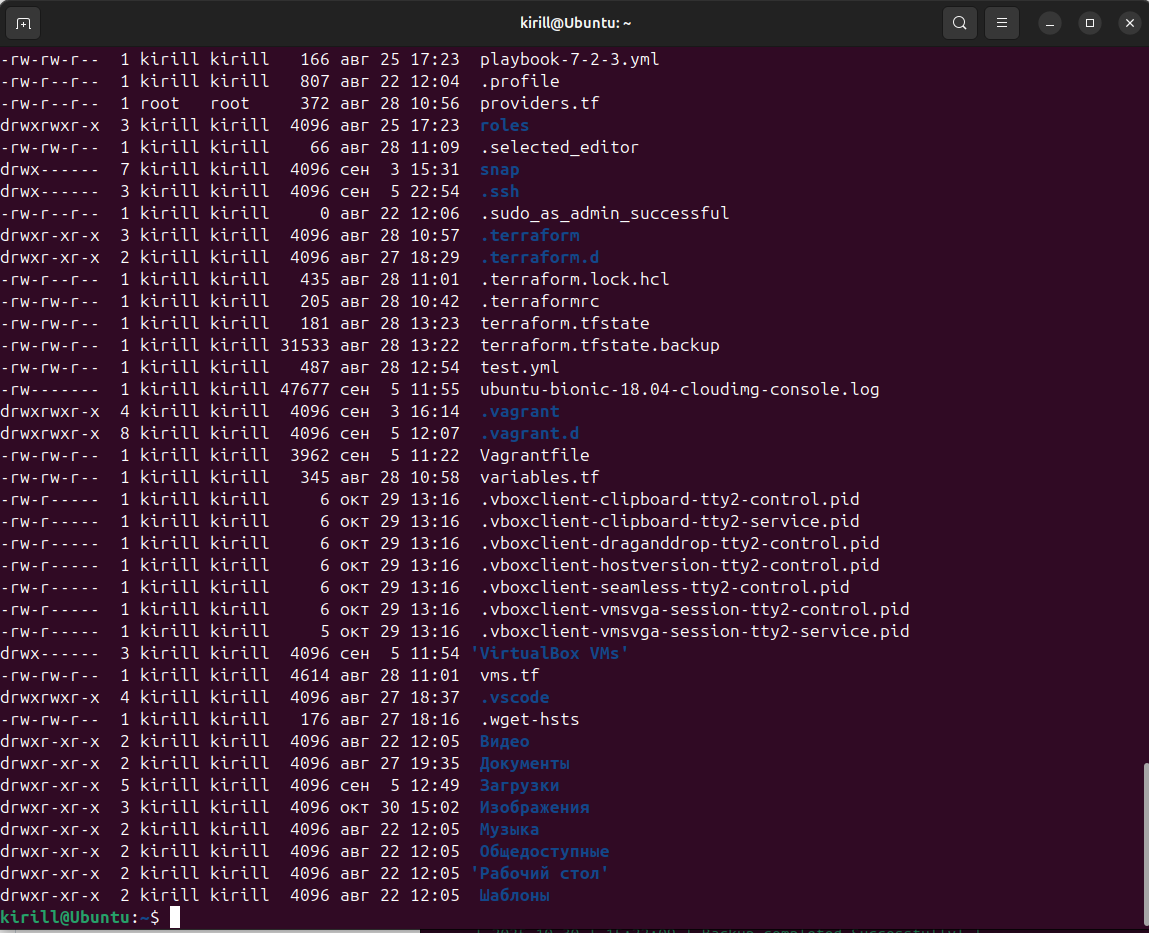 kirill@Ubuntu: ~
-rw-rw-r--  1 kirill kirill   166 авг 25 17:23  playbook-7-2-3.yml
-rw-r--r--  1 kirill kirill   807 авг 22 12:04  .profile
-rw-r--r--  1 root   root     372 авг 28 10:56  providers.tf
drwxrwxr-x  3 kirill kirill  4096 авг 25 17:23  roles
-rw-rw-r--  1 kirill kirill    66 авг 28 11:09  .selected_editor
drwx------  7 kirill kirill  4096 сен  3 15:31  snap
drwx------  3 kirill kirill  4096 сен  5 22:54  .ssh
-rw-r--r--  1 kirill kirill     0 авг 22 12:06  .sudo_as_admin_successful
drwxr-xr-x  3 kirill kirill  4096 авг 28 10:57  .terraform
drwxr-xr-x  2 kirill kirill  4096 авг 27 18:29  .terraform.d
-rw-r--r--  1 kirill kirill   435 авг 28 11:01  .terraform.lock.hcl
-rw-rw-r--  1 kirill kirill   205 авг 28 10:42  .terraformrc
-rw-rw-r--  1 kirill kirill   181 авг 28 13:23  terraform.tfstate
-rw-rw-r--  1 kirill kirill 31533 авг 28 13:22  terraform.tfstate.backup
-rw-rw-r--  1 kirill kirill   487 авг 28 12:54  test.yml
-rw-------  1 kirill kirill 47677 сен  5 11:55  ubuntu-bionic-18.04-cloudimg-console.log
drwxrwxr-x  4 kirill kirill  4096 сен  3 16:14  .vagrant
drwxrwxr-x  8 kirill kirill  4096 сен  5 12:07  .vagrant.d
-rw-rw-r--  1 kirill kirill  3962 сен  5 11:22  Vagrantfile
-rw-rw-r--  1 kirill kirill   345 авг 28 10:58  variables.tf
-rw-r-----  1 kirill kirill     6 окт 29 13:16  .vboxclient-clipboard-tty2-control.pid
-rw-r-----  1 kirill kirill     6 окт 29 13:16  .vboxclient-clipboard-tty2-service.pid
-rw-r-----  1 kirill kirill     6 окт 29 13:16  .vboxclient-draganddrop-tty2-control.pid
-rw-r-----  1 kirill kirill     6 окт 29 13:16  .vboxclient-hostversion-tty2-control.pid
-rw-r-----  1 kirill kirill     6 окт 29 13:16  .vboxclient-seamless-tty2-control.pid
-rw-r-----  1 kirill kirill     6 окт 29 13:16  .vboxclient-vmsvga-session-tty2-control.pid
-rw-r-----  1 kirill kirill     5 окт 29 13:16  .vboxclient-vmsvga-session-tty2-service.pid
drwx------  3 kirill kirill  4096 сен  5 11:54 'VirtualBox VMs'
-rw-rw-r--  1 kirill kirill  4614 авг 28 11:01  vms.tf
drwxrwxr-x  4 kirill kirill  4096 авг 27 18:37  .vscode
-rw-rw-r--  1 kirill kirill   176 авг 27 18:16  .wget-hsts
drwxr-xr-x  2 kirill kirill  4096 авг 22 12:05  Видео
drwxr-xr-x  2 kirill kirill  4096 авг 27 19:35  Документы
drwxr-xr-x  5 kirill kirill  4096 сен  5 12:49  Загрузки
drwxr-xr-x  3 kirill kirill  4096 окт 30 15:02  Изображения
drwxr-xr-x  2 kirill kirill  4096 авг 22 12:05  Музыка
drwxr-xr-x  2 kirill kirill  4096 авг 22 12:05  Общедоступные
drwxr-xr-x  2 kirill kirill  4096 авг 22 12:05 'Рабочий стол'
drwxr-xr-x  2 kirill kirill  4096 авг 22 12:05  Шаблоны
kirill@Ubuntu:~$